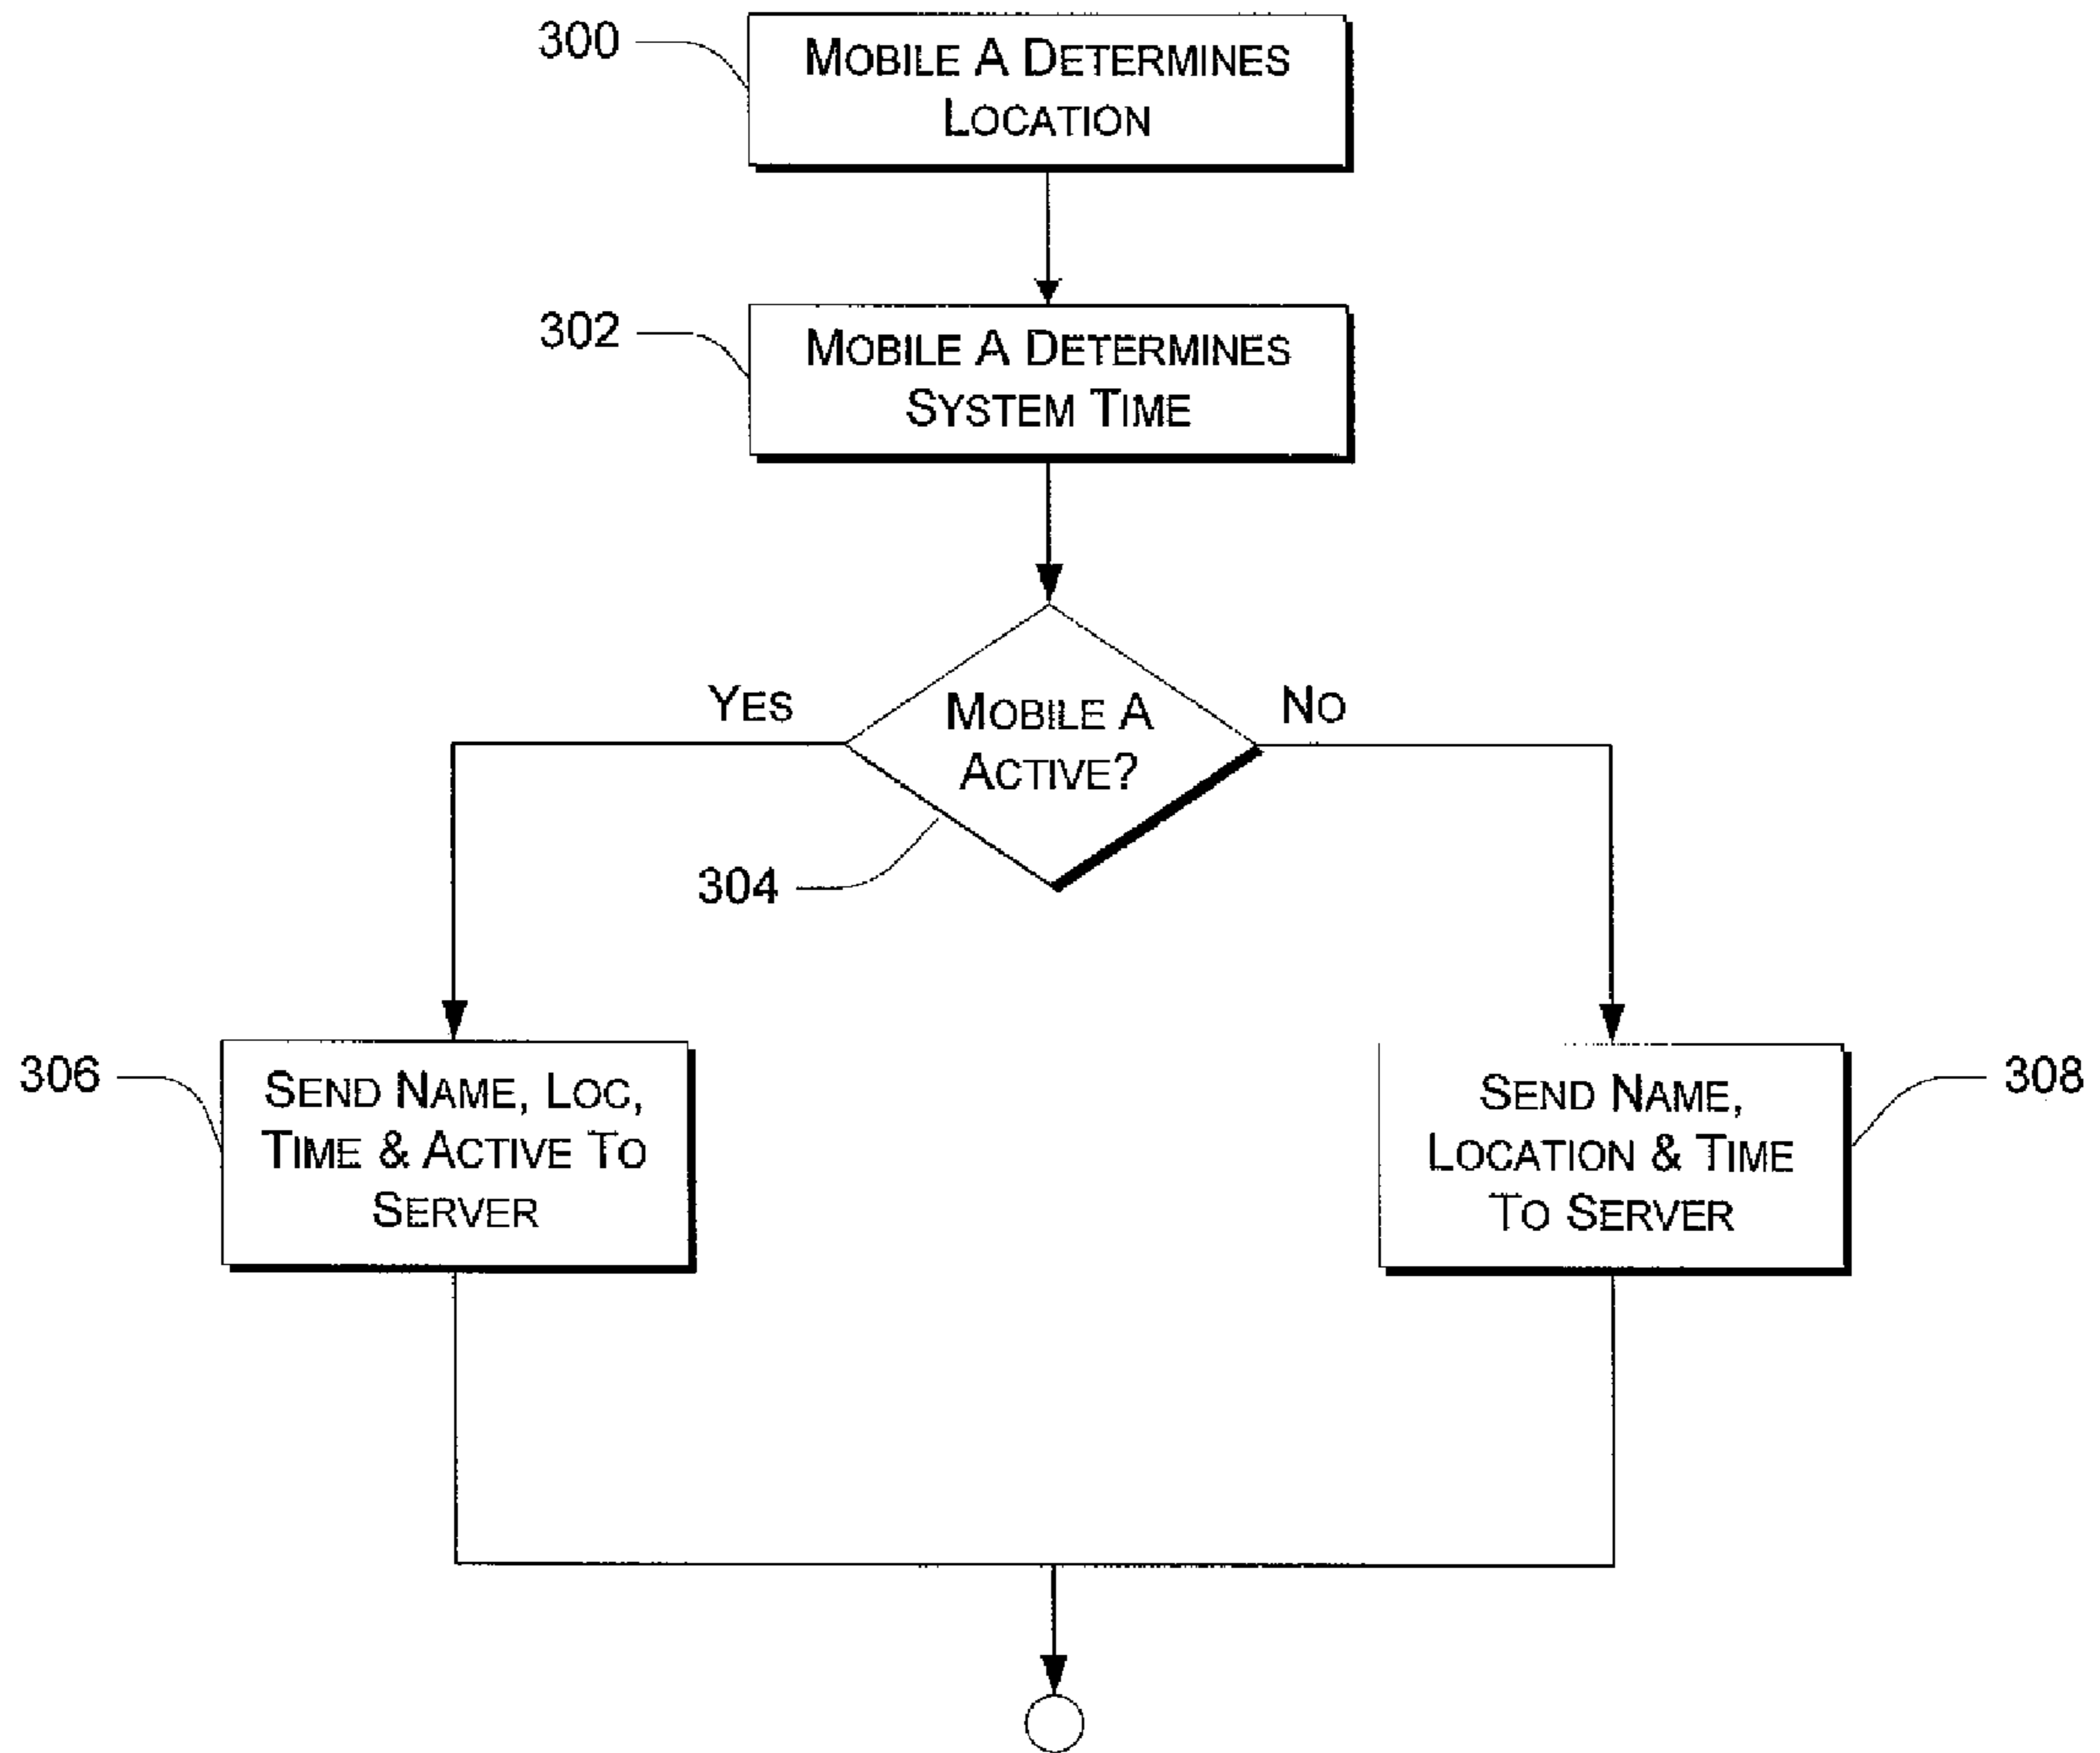 300
MOBILE A DETERMINES
LOCATION
302
MOBILE A DETERMINES
SYSTEM TIME
YES
MOBILE A
ACTIVE?
NO
304
306
SEND NAME, LOC,
TIME & ACTIVE TO
SERVER
SEND NAME,
LOCATION & TIME
TO SERVER
308